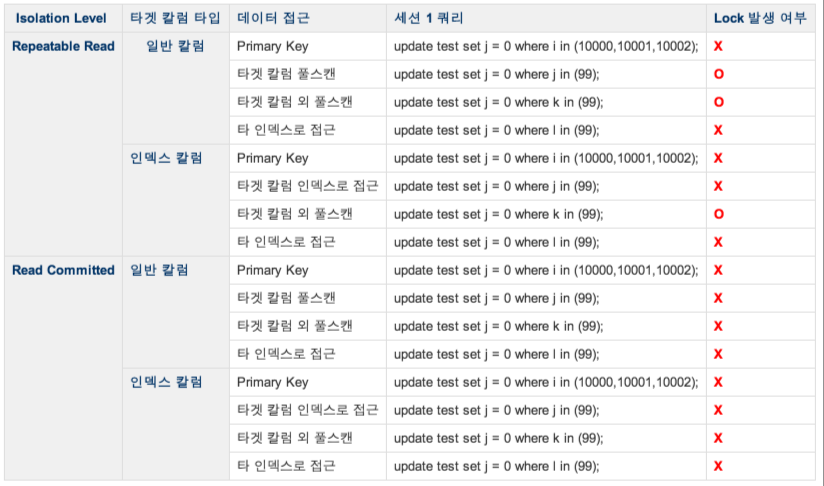 Isolation Level 타겟 칼럼 타입 데이터 접근 세션 1 쿼리 Lock 발생 여부
Repeatable Read 일반 칼럼 Primary Key update test set j = 0 where i in (10000,10001,10002); X
타겟 칼럼 풀스캔 update test set j = 0 where j in (99); O
타겟 칼럼 외 풀스캔 update test set j = 0 where k in (99); O
타 인덱스로 접근 update test set j = 0 where l in (99); X
인덱스 칼럼 Primary Key update test set j = 0 where i in (10000,10001,10002); X
타겟 칼럼 인덱스로 접근 update test set j = 0 where j in (99); X
타겟 칼럼 외 풀스캔 update test set j = 0 where k in (99); O
타 인덱스로 접근 update test set j = 0 where l in (99); X
Read Committed 일반 칼럼 Primary Key update test set j = 0 where i in (10000,10001,10002); X
타겟 칼럼 풀스캔 update test set j = 0 where j in (99); X
타겟 칼럼 외 풀스캔 update test set j = 0 where k in (99); X
타 인덱스로 접근 update test set j = 0 where l in (99); X
인덱스 칼럼 Primary Key update test set j = 0 where i in (10000,10001,10002); X
타겟 칼럼 인덱스로 접근 update test set j = 0 where j in (99); X
타겟 칼럼 외 풀스캔 update test set j = 0 where k in (99); X
타 인덱스로 접근 update test set j = 0 where l in (99); X